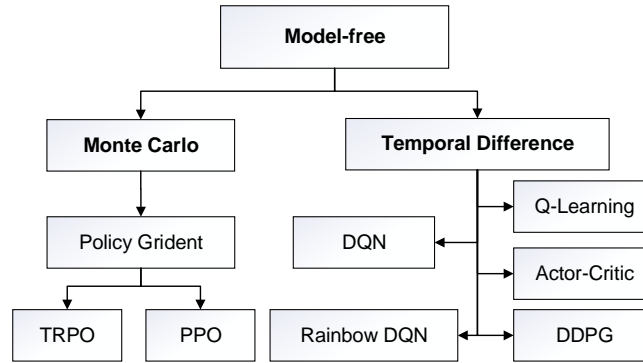 Model-free
Monte Carlo
Temporal Difference
Policy Grident
Q-Learning
DQN
Actor-Critic
TRPO
PPO
Rainbow DQN
DDPG